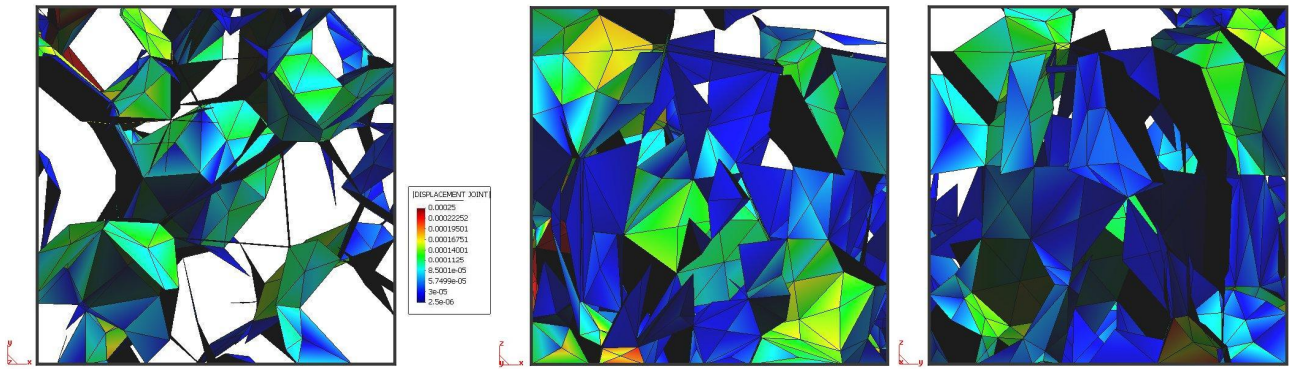 y
z x
|DISPLACEMENT JOINT|
0.00025
0.00022252
0.00019501
0.00016751
0.00014001
0.0001125
8.5001e-05
5.7499e-05
3e-05
2.5e-06
z
y x
z
x y